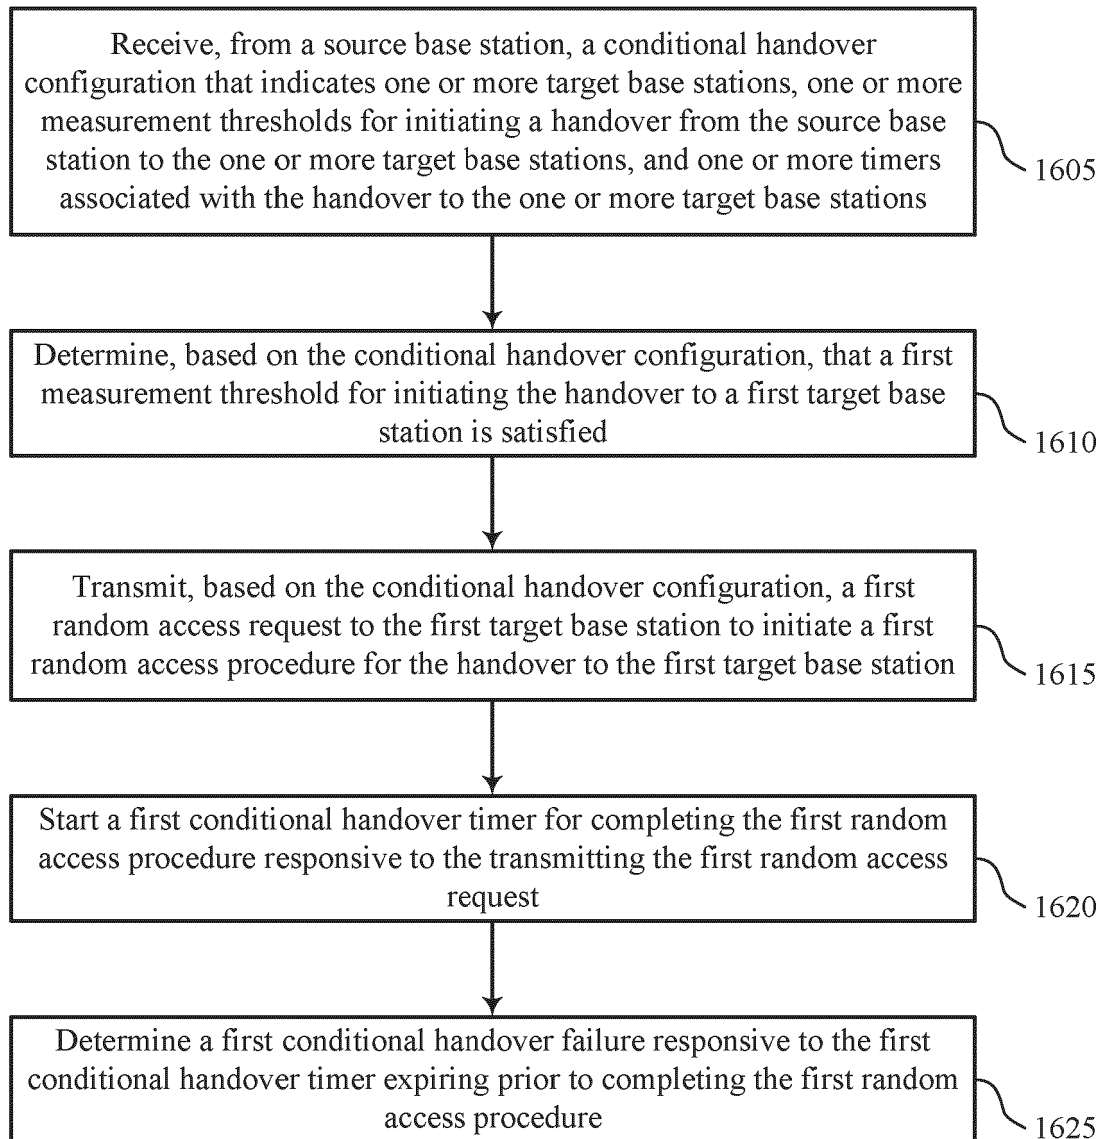 Receive, from a source base station, a conditional handover
configuration that indicates one or more target base stations, one or more
measurement thresholds for initiating a handover from the source base
station to the one or more target base stations, and one or more timers
associated with the handover to the one or more target base stations
1605
Determine, based on the conditional handover configuration, that a first
measurement threshold for initiating the handover to a first target base
station is satisfied
1610
Transmit, based on the conditional handover configuration, a first
random access request to the first target base station to initiate a first
random access procedure for the handover to the first target base station
1615
Start a first conditional handover timer for completing the first random
access procedure responsive to the transmitting the first random access
request
1620
Determine a first conditional handover failure responsive to the first
conditional handover timer expiring prior to completing the first random
access procedure
1625